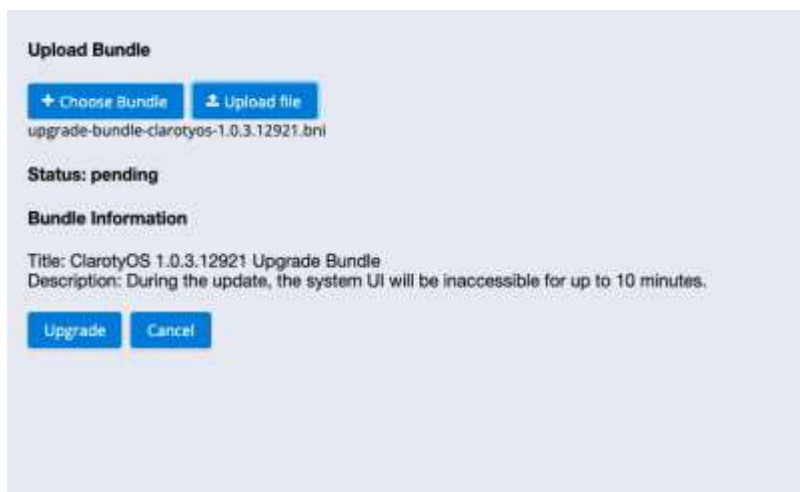 Upload Bundle
+ Choose Bundle Upload file
upgrade-bundle-clarotyos-1.0.3.12921.bni
Status: pending
Bundle Information
Title: ClarotyOS 1.0.3.12921 Upgrade Bundle
Description: During the update, the system UI will be inaccessible for up to 10 minutes.
Upgrade Cancel